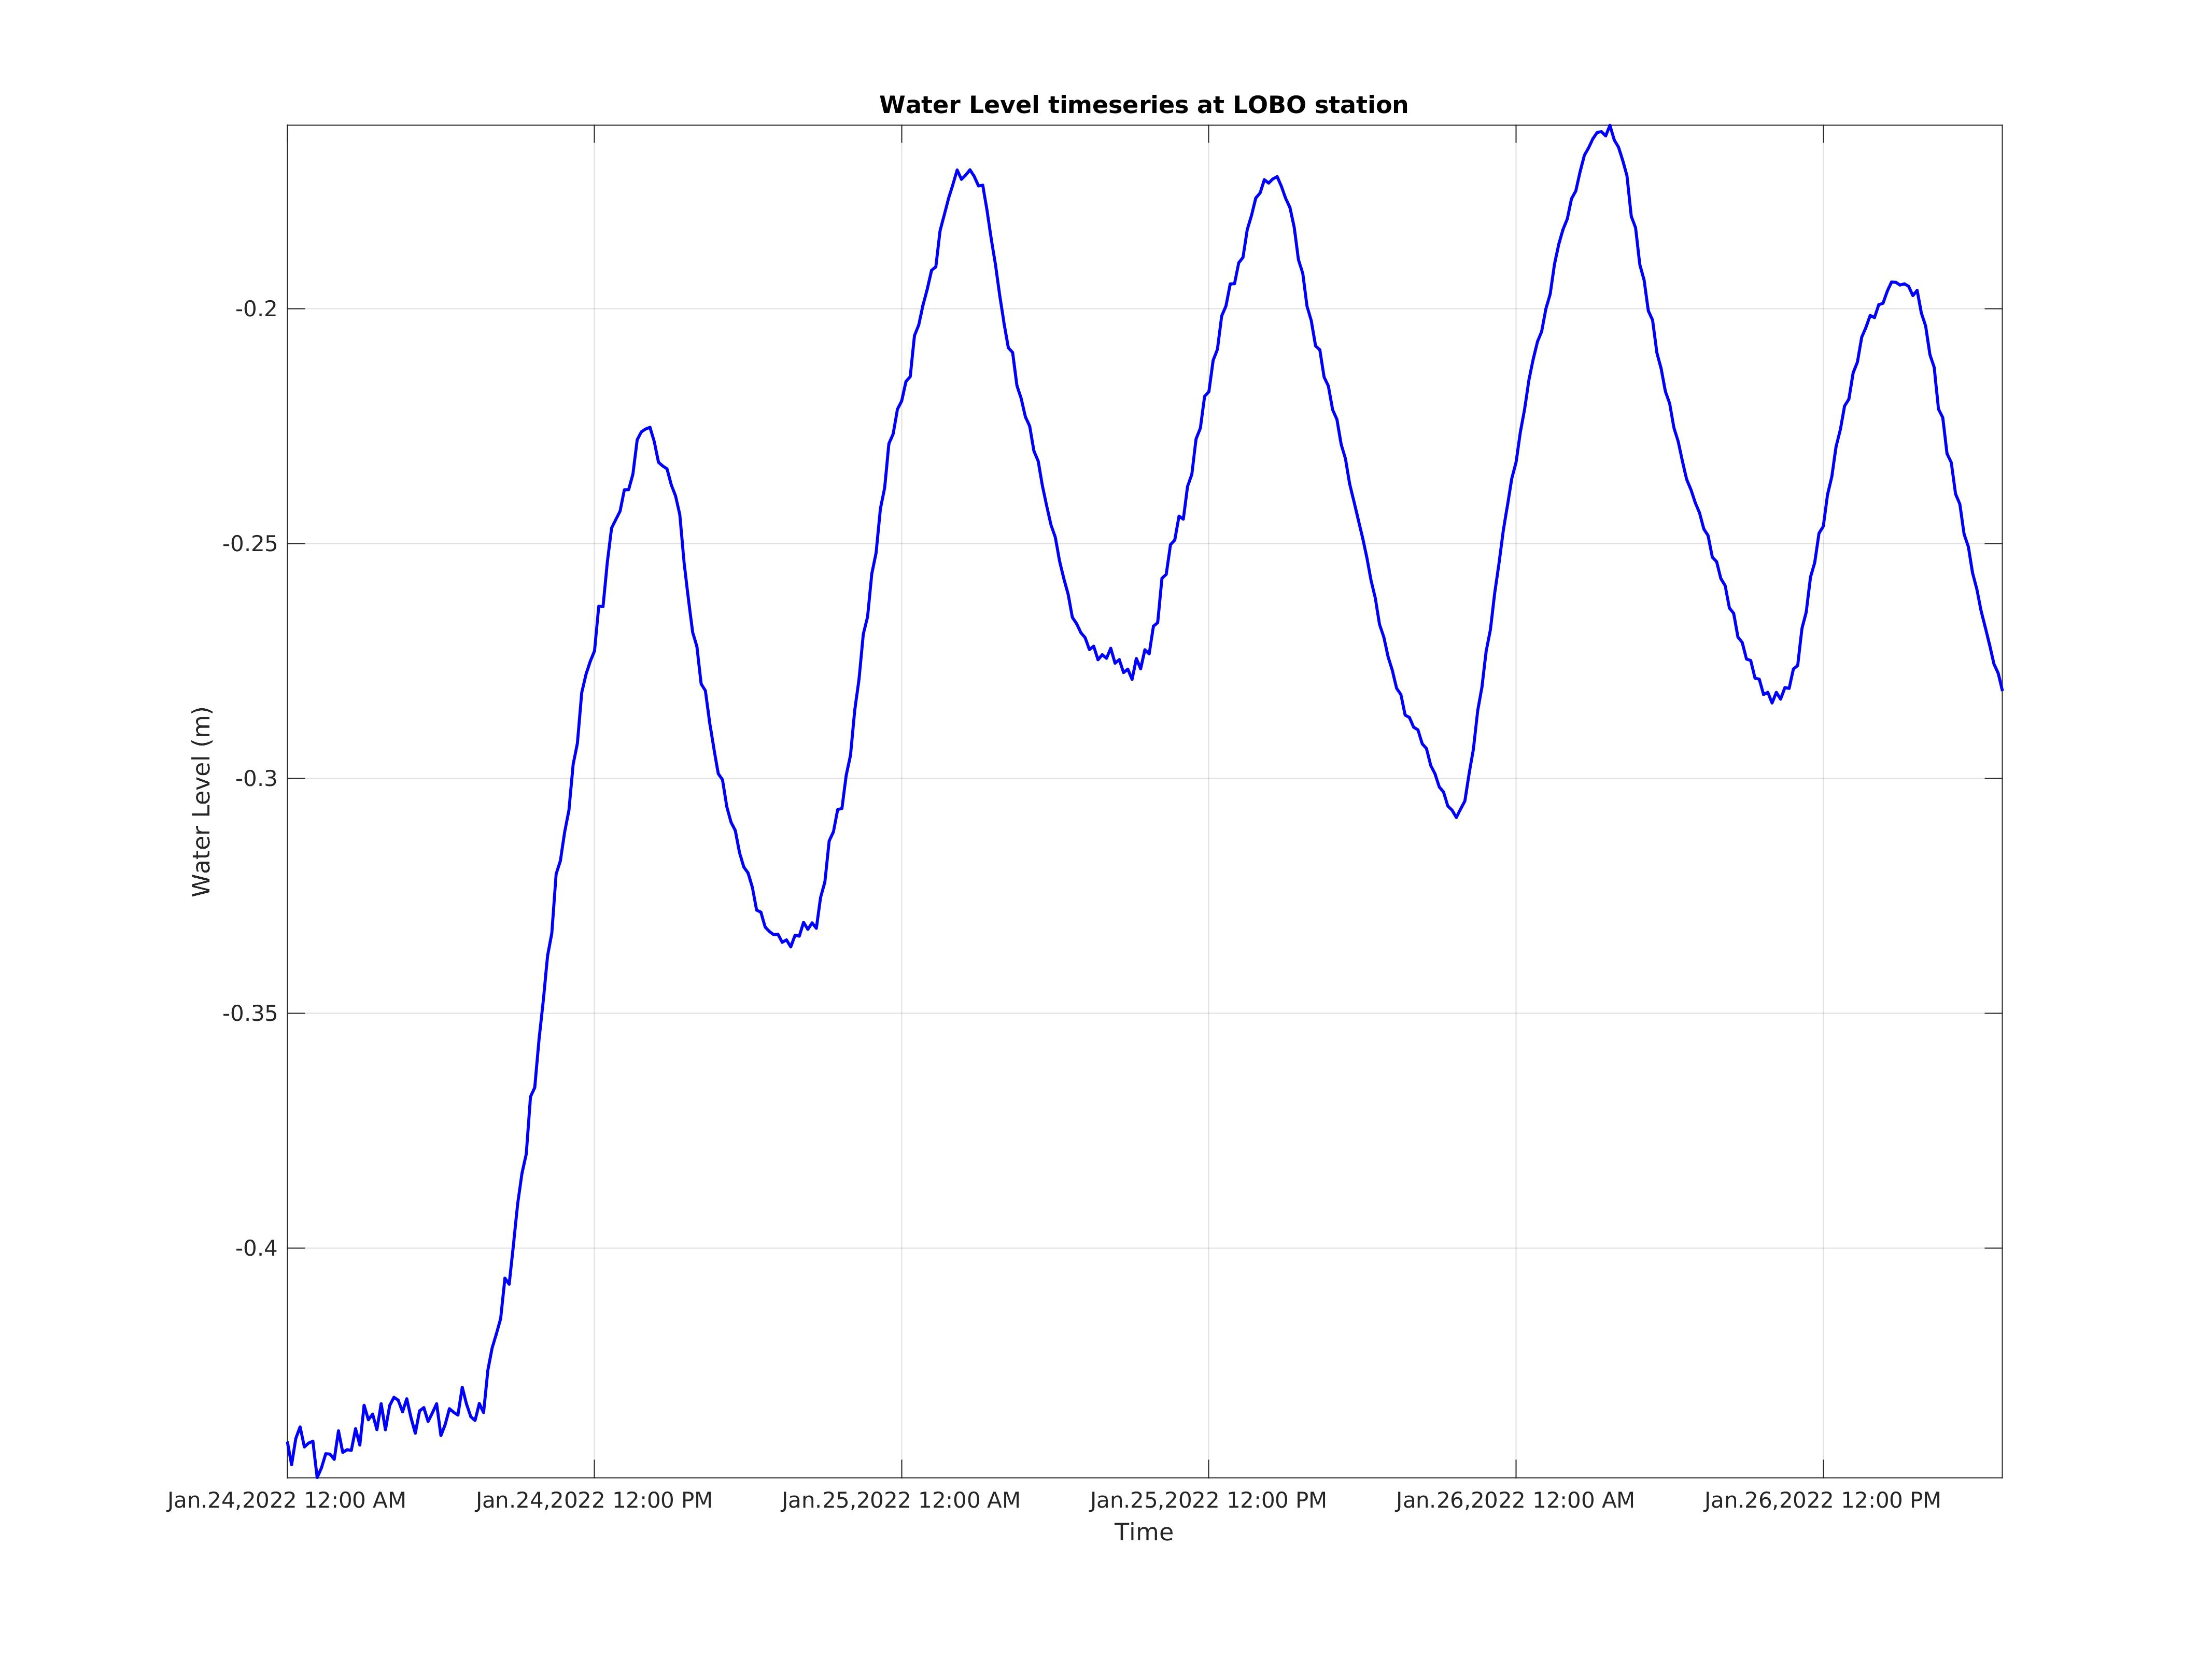 Water Level timeseries at LOBO station
-0.2
-0.25
-0.3
-0.35
-0.4
Water Level (m)
Jan.24,2022 12:00 AM
Jan.24,2022 12:00 PM
Jan.25,2022 12:00 AM
Jan.25,2022 12:00 PM
Jan.26,2022 12:00 AM
Jan.26,2022 12:00 PM
Time